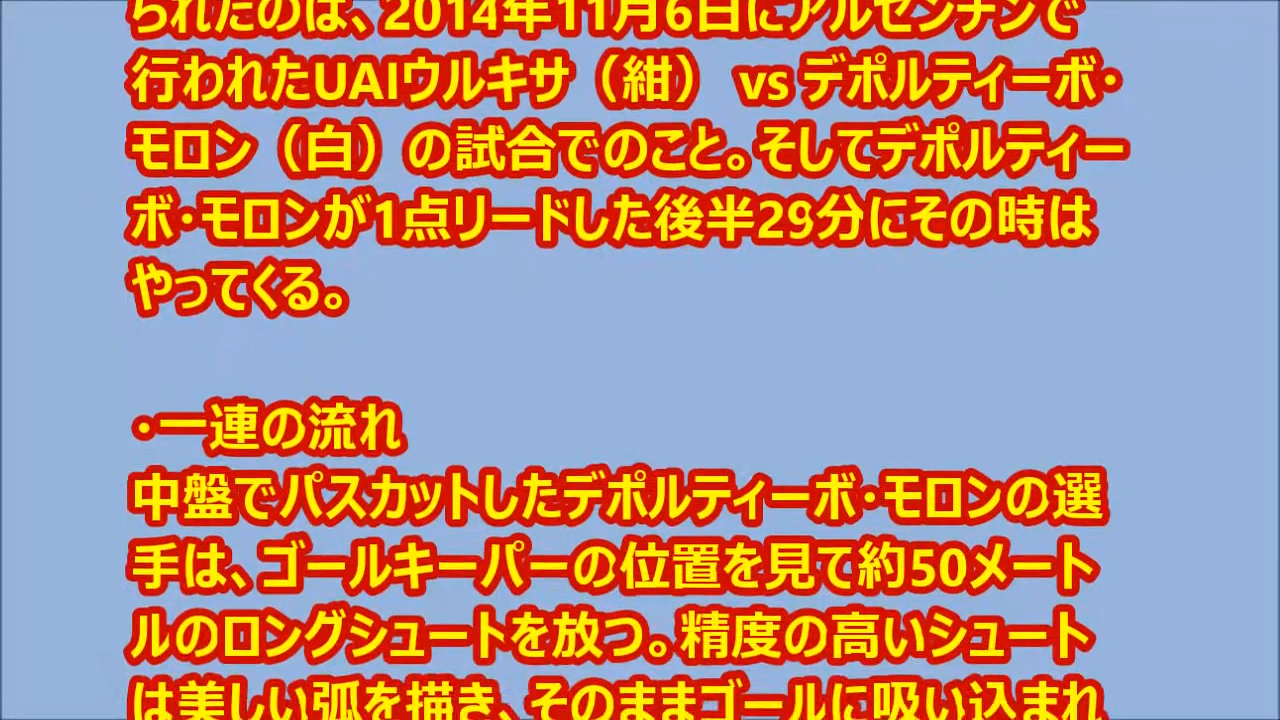 られたのは、2014年11月6日にアルゼンチンで
行われたUAIウルキサ（紺） vs デポルティーボ・
モロン（白）の試合でのこと。そしてデポルティー
ボ・モロンが1点リードした後半29分にその時は
やってくる。
・一連の流れ
中盤でパスカットしたデポルティーボ・モロンの選
手は、ゴールキーパーの位置を見て約50メート
ルのロングシュートを放つ。精度の高いシュート
は美しい弧を描き、そのままゴールに吸い込まれ